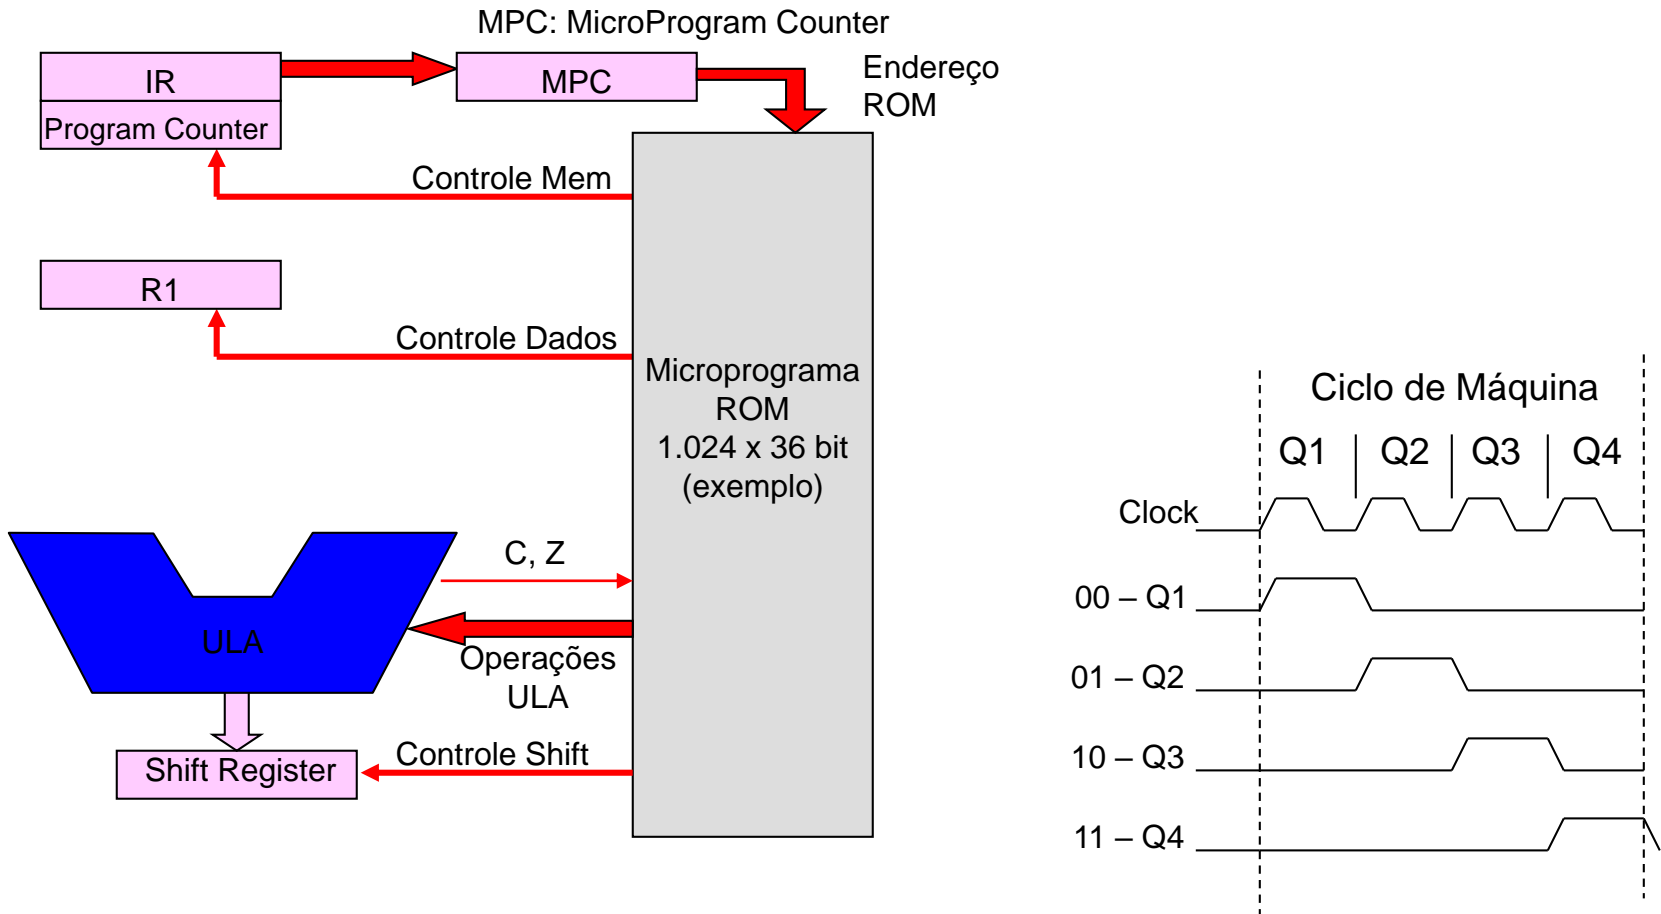 MPC: MicroProgram Counter
IR
MPC
Endereço
ROM
Program Counter
Controle Mem
R1
Controle Dados
Microprograma
ROM
1.024 x 36 bit
(exemplo)
C, Z
ULA
Operações
ULA
Controle Shift
Shift Register
Ciclo de Máquina
Q1
Q2
Q3
Q4
Clock
00 – Q1
01 – Q2
10 – Q3
11 – Q4